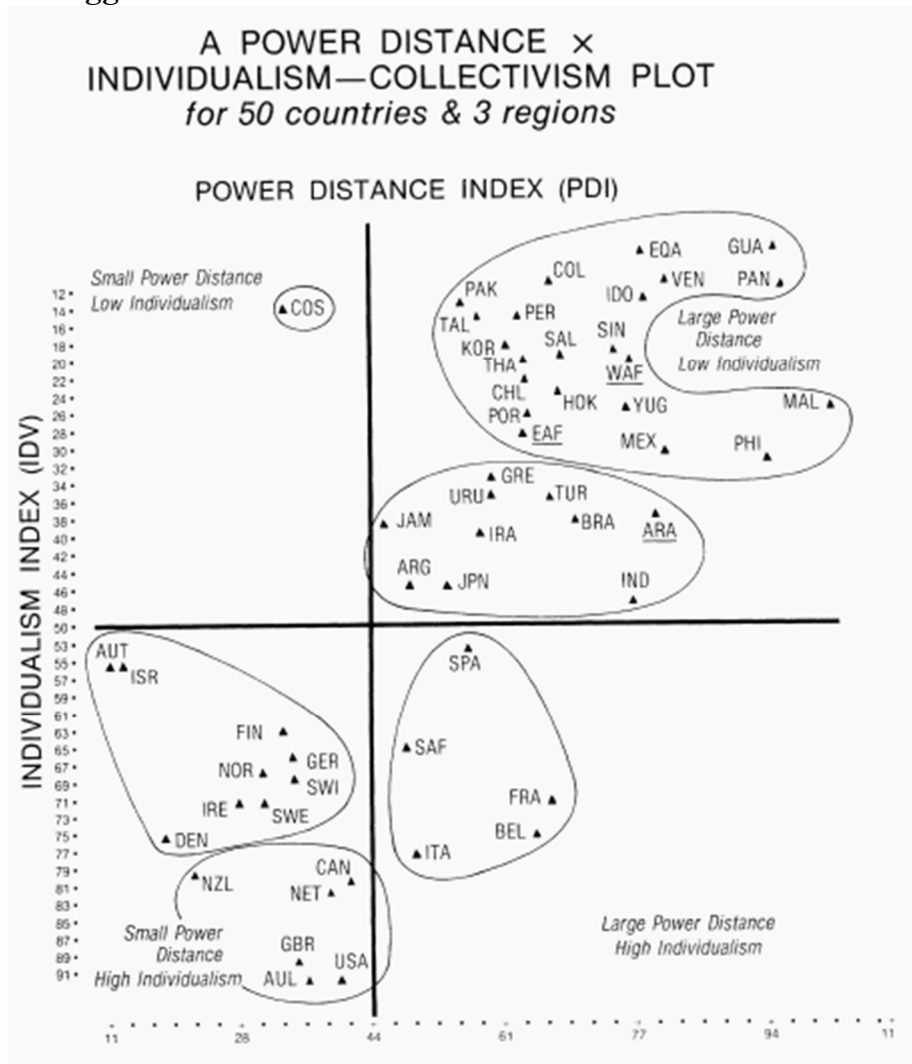 A POWER DISTANCE ×
INDIVIDUALISM—COLLECTIVISM PLOT
for 50 countries & 3 regions
POWER DISTANCE INDEX (PDI)
INDIVIDUALISM INDEX (IDV)
Small Power Distance
Low Individualism
COS
EQA
GUA
COL
VEN
PAN
PAK
IDO
TAL
PER
Large Power
Distance
Low Individualism
KOR
SAL
SIN
THA
WAF
CHL
HOK
YUG
MAL
POR
EAF
MEX
PHI
GRE
URU
TUR
JAM
IRA
BRA
ARA
ARG
JPN
IND
AUT
ISR
SPA
FIN
SAF
GER
NOR
SWI
IRE
SWE
FRA
DEN
BEL
ITA
NZL
CAN
NET
Small Power
Distance
High Individualism
GBR
AUL
USA
Large Power Distance
High Individualism
12
14
16
18
20
22
24
26
28
30
32
34
36
38
40
42
44
46
48
50
53
55
57
59
61
63
65
67
69
71
73
75
77
79
81
83
85
87
89
91
11 28 44 61 77 94 11